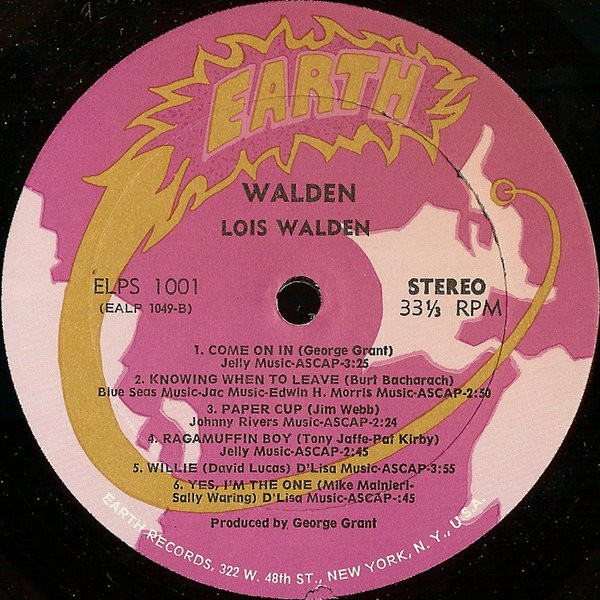 EARTH
WALDEN
LOIS WALDEN
ELPS 1001
(EALP 1049-B)
STEREO
33⅓ RPM
1. COME ON IN (George Grant)
Jelly Music-ASCAP-3:25
2. KNOWING WHEN TO LEAVE (Burt Bacharach)
Blue Seas Music-Jac Music-Edwin H. Morris Music-ASCAP-2:50
3. PAPER CUP (Jim Webb)
Johnny Rivers Music-ASCAP-2:24
4. RAGAMUFFIN BOY (Tony Jaffe-Pat Kirby)
Jelly Music-ASCAP-2:45
5. WILLIE (David Lucas) D'Lisa Music-ASCAP-3:55
6. YES, I'M THE ONE (Mike Malnieri-
Sally Waring) D'Lisa Music-ASCAP-:45
Produced by George Grant
EARTH RECORDS, 322 W. 48th ST., NEW YORK, N. Y., U.S.A.